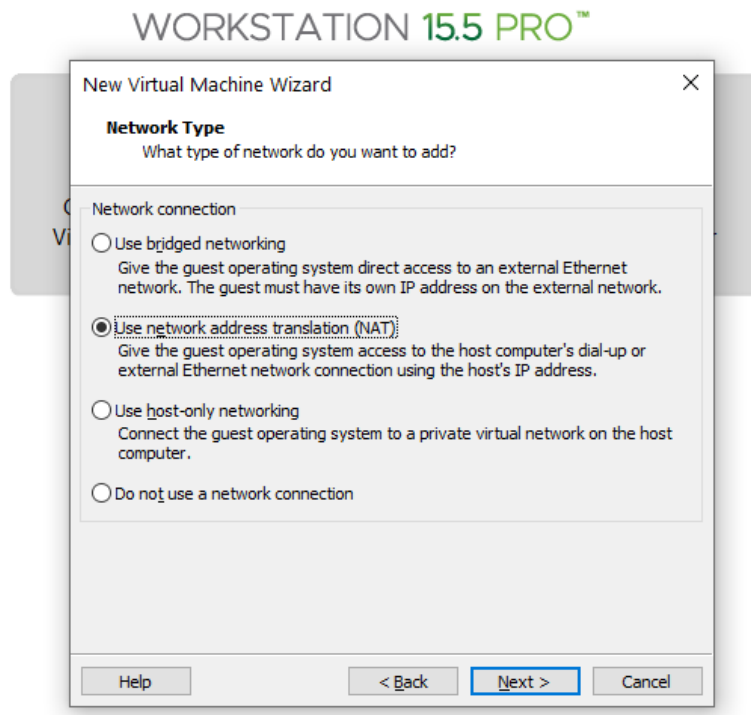 WORKSTATION 15.5 PRO™
New Virtual Machine Wizard
Network Type
What type of network do you want to add?
Network connection
Use bridged networking
Give the guest operating system direct access to an external Ethernet
network. The guest must have its own IP address on the external network.
Use network address translation (NAT)
Give the guest operating system access to the host computer's dial-up or
external Ethernet network connection using the host's IP address.
Use host-only networking
Connect the guest operating system to a private virtual network on the host
computer.
Do not use a network connection
Help
< Back
Next >
Cancel